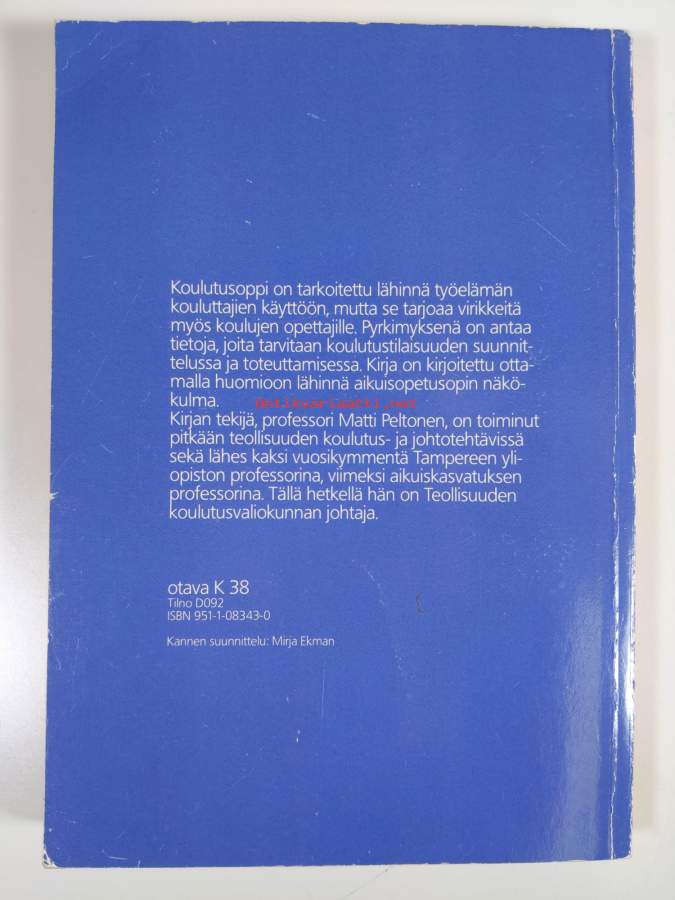 Koulutusoppi on tarkoitettu lähinnä työelämän
kouluttajien käyttöön, mutta se tarjoaa virikkeitä
myös koulujen opettajille. Pyrkimyksenä on antaa
tietoja, joita tarvitaan koulutustilaisuuden suunnit-
telussa ja toteuttamisessa. Kirja on kirjoitettu otta-
malla huomioon lähinnä aikuisopetusopin näkö-
kulma.
antikvariaatti.net
Kirjan tekijä, professori Matti Peltonen, on toiminut
pitkään teollisuuden koulutus- ja johtotehtävissä
sekä lähes kaksi vuosikymmentä Tampereen yli-
opiston professorina, viimeksi aikuiskasvatuksen
professorina. Tällä hetkellä hän on Teollisuuden
koulutusvaliokunnan johtaja.
otava K 38
Tilno D092
ISBN 951-1-08343-0
Kannen suunnittelu: Mirja Ekman